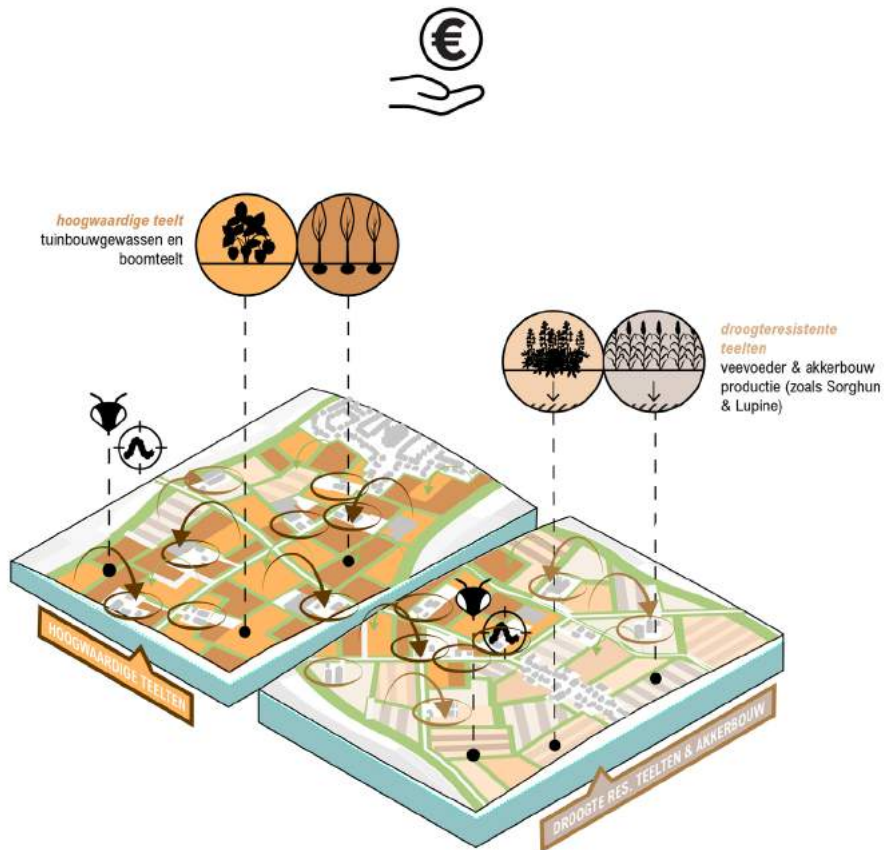 €
hoogwaardige teelt
tuinbouwgewassen en
boomteelt
droogteresistente
teelten
veevoeder & akkerbouw
productie (zoals Sorghun
& Lupine)
HOOGWAARDIGE TEELTEN
DROOGTE RES. TEELTEN & AKKERBOUW